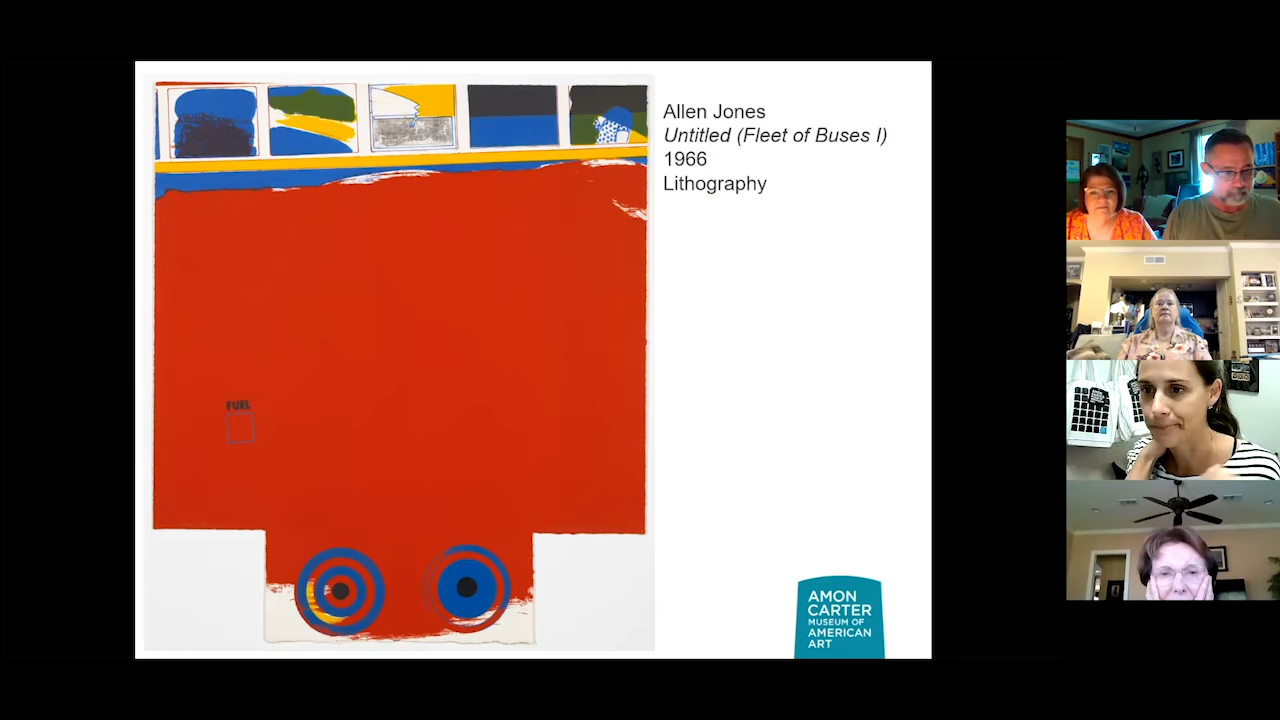 Allen Jones
Untitled (Fleet of Buses I)
1966
Lithography
FUEL
AMON
CARTER
MUSEUM OF
AMERICAN
ART